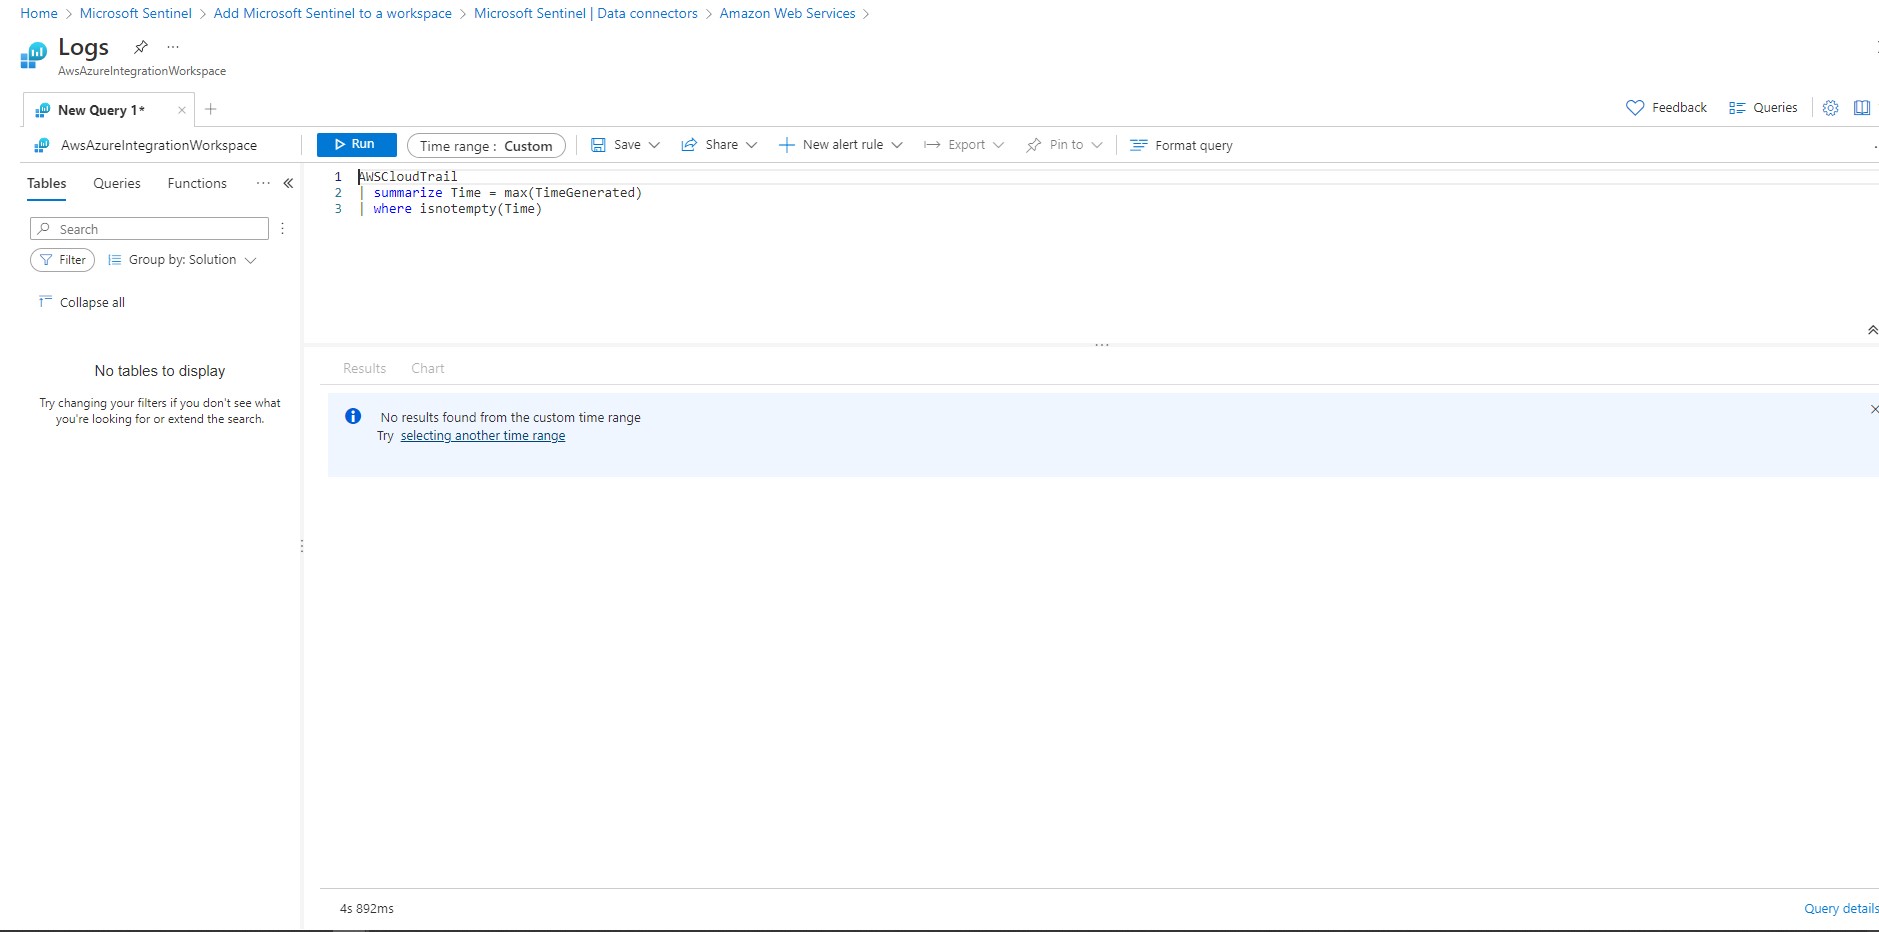 Home > Microsoft Sentinel > Add Microsoft Sentinel to a workspace > Microsoft Sentinel | Data connectors > Amazon Web Services >
Logs
AwsAzureIntegrationWorkspace
New Query 1*
Feedback
Queries
AwsAzureIntegrationWorkspace
Run
Time range : Custom
Save
Share
New alert rule
Export
Pin to
Format query
Tables
Queries
Functions
Search
Filter
Group by: Solution
Collapse all
No tables to display
Try changing your filters if you don't see what
you're looking for or extend the search.
1 AWSCloudTrail
2 | summarize Time = max(TimeGenerated)
3 | where isnotempty(Time)
Results
Chart
No results found from the custom time range
Try selecting another time range
4s 892ms
Query details